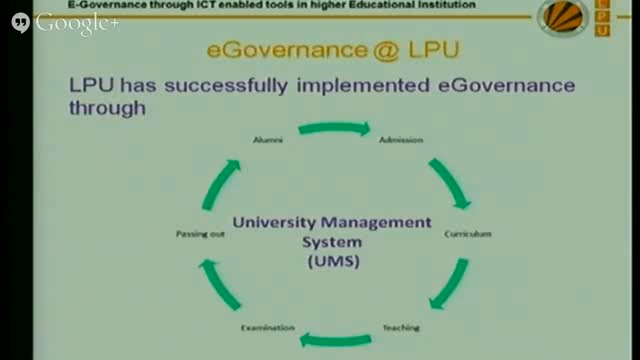 E-Governance through ICT enabled tools in higher Educational Institution
Google+
LPU
eGovernance @ LPU
LPU has successfully implemented eGovernance
through
Alumni
Admission
Passing out
University Management
System
(UMS)
Curriculum
Examination
Teaching